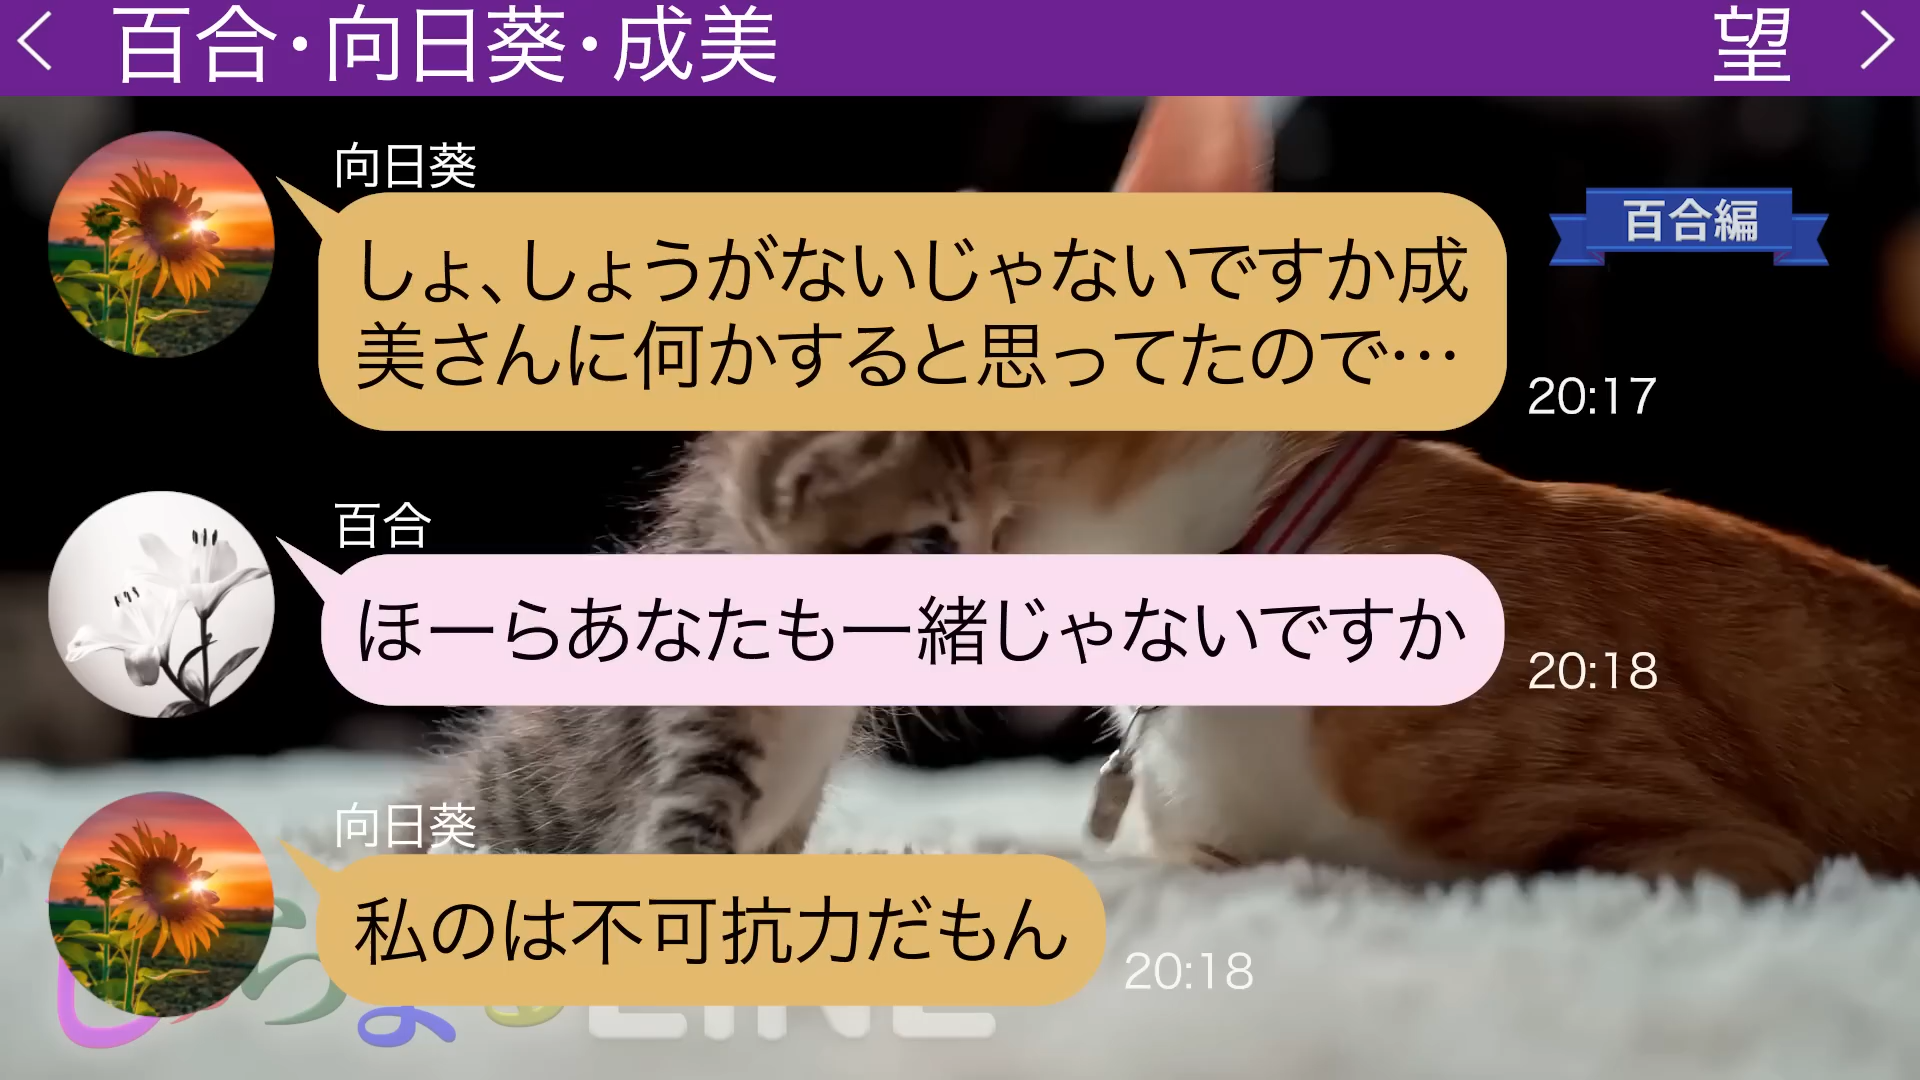 百合・向日葵・成美
望
向日葵
しょ、しょうがないじゃないですか成
美さんに何かすると思ってたので…
20:17
百合編
百合
ほーらあなたも一緒じゃないですか
20:18
向日葵
私のは不可抗力だもん
20:18
LINE